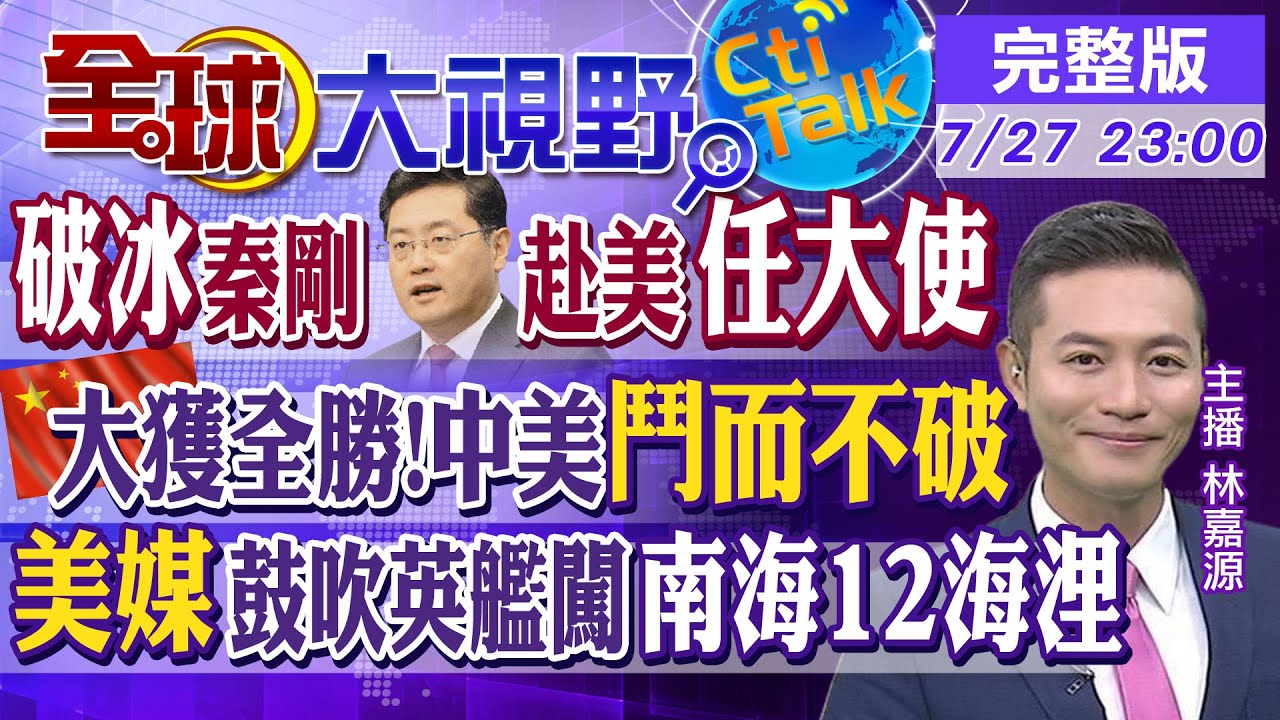 全球大視野
Cti
Talk
完整版
7/27 23:00
破冰秦剛 赴美任大使
大獲全勝!中美鬥而不破
美媒鼓吹英艦闖南海12海浬
主播 林嘉源